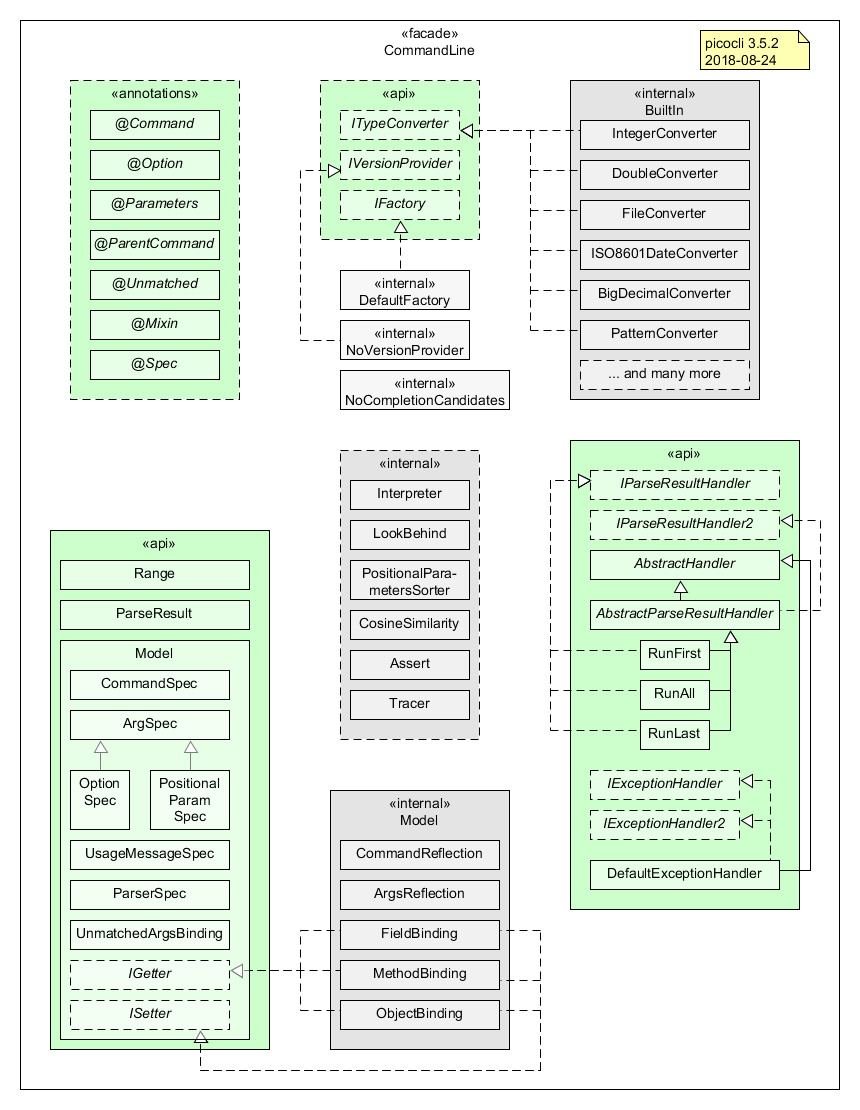 «facade»
CommandLine
picocli 3.5.2
2018-08-24
«annotations»
@Command
@Option
@Parameters
@ParentCommand
@Unmatched
@Mixin
@Spec
«api»
ITypeConverter
IVersionProvider
IFactory
«internal»
DefaultFactory
«internal»
NoVersionProvider
«internal»
NoCompletionCandidates
«internal»
BuiltIn
IntegerConverter
DoubleConverter
FileConverter
ISO8601DateConverter
BigDecimalConverter
PatternConverter
... and many more
«api»
Range
ParseResult
Model
CommandSpec
ArgSpec
Option
Spec
Positional
Param
Spec
UsageMessageSpec
ParserSpec
UnmatchedArgsBinding
IGetter
ISetter
«internal»
Interpreter
LookBehind
PositionalPara-
metersSorter
CosineSimilarity
Assert
Tracer
«internal»
Model
CommandReflection
ArgsReflection
FieldBinding
MethodBinding
ObjectBinding
«api»
IParseResultHandler
IParseResultHandler2
AbstractHandler
AbstractParseResultHandler
RunFirst
RunAll
RunLast
IExceptionHandler
IExceptionHandler2
DefaultExceptionHandler